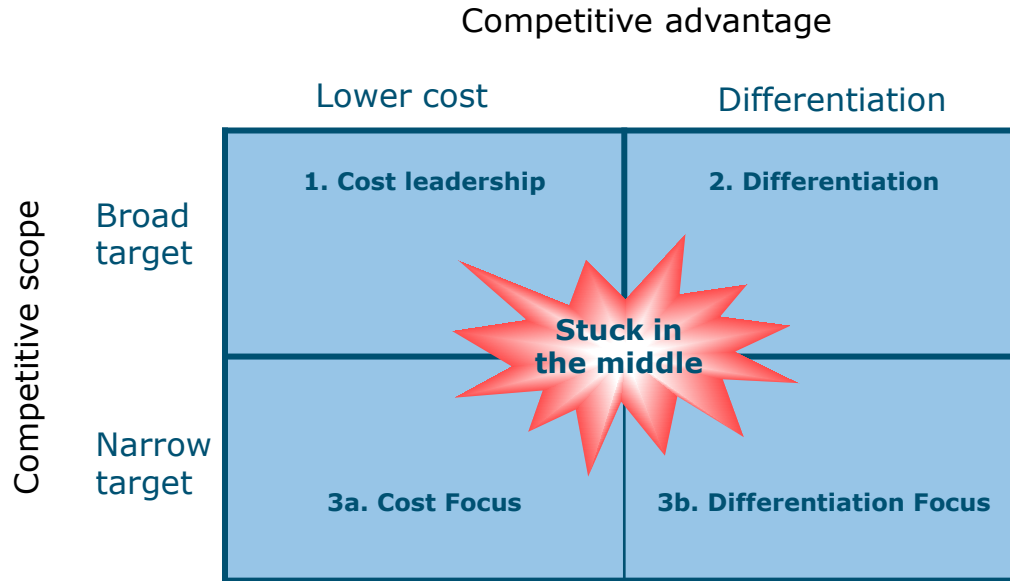 Competitive advantage
Lower cost
Differentiation
Competitive scope
Broad
target
1. Cost leadership
2. Differentiation
Stuck in
the middle
Narrow
target
3a. Cost Focus
3b. Differentiation Focus